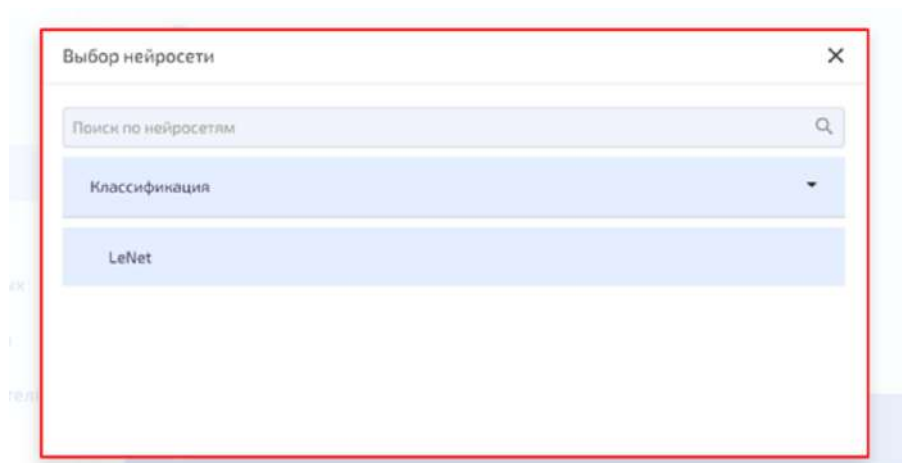 Выбор нейросети
Поиск по нейросетям
Классификация
LeNet